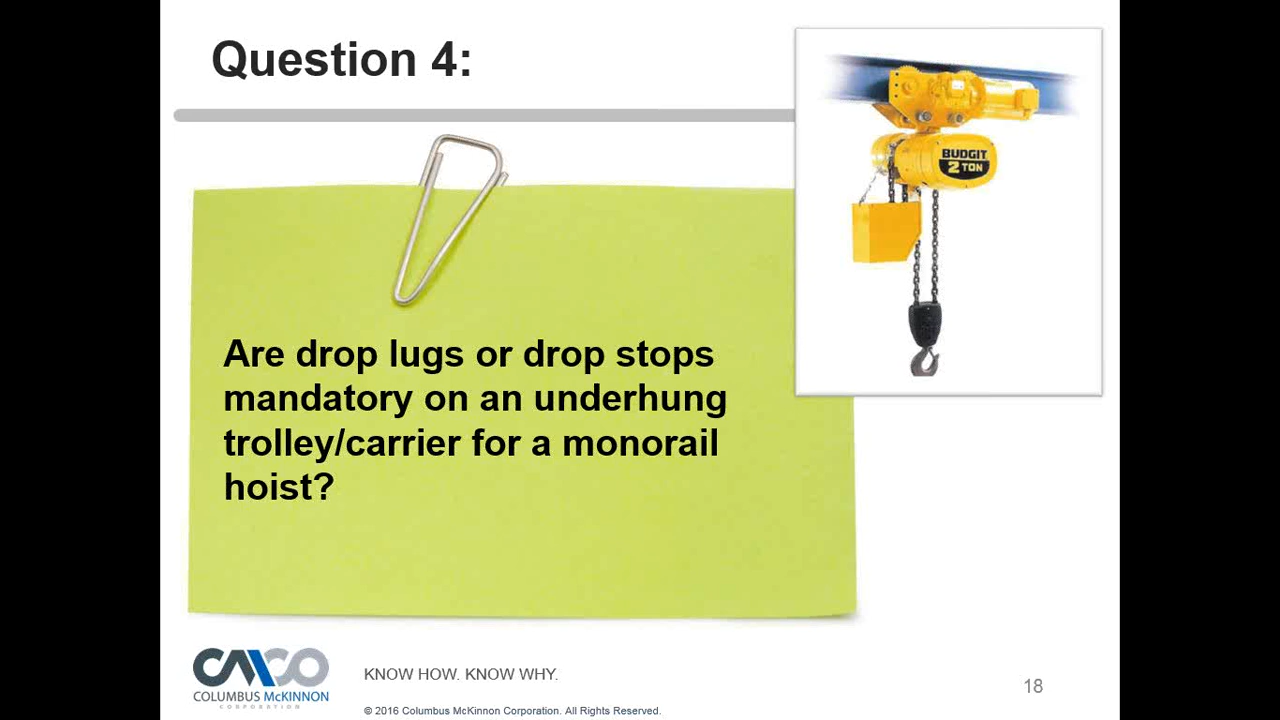 Question 4:
BUDGIT
2 TON
Are drop lugs or drop stops
mandatory on an underhung
trolley/carrier for a monorail
hoist?
CMCO
COLUMBUS McKINNON
CORPORATION
KNOW HOW. KNOW WHY.
© 2016 Columbus McKinnon Corporation. All Rights Reserved.
18